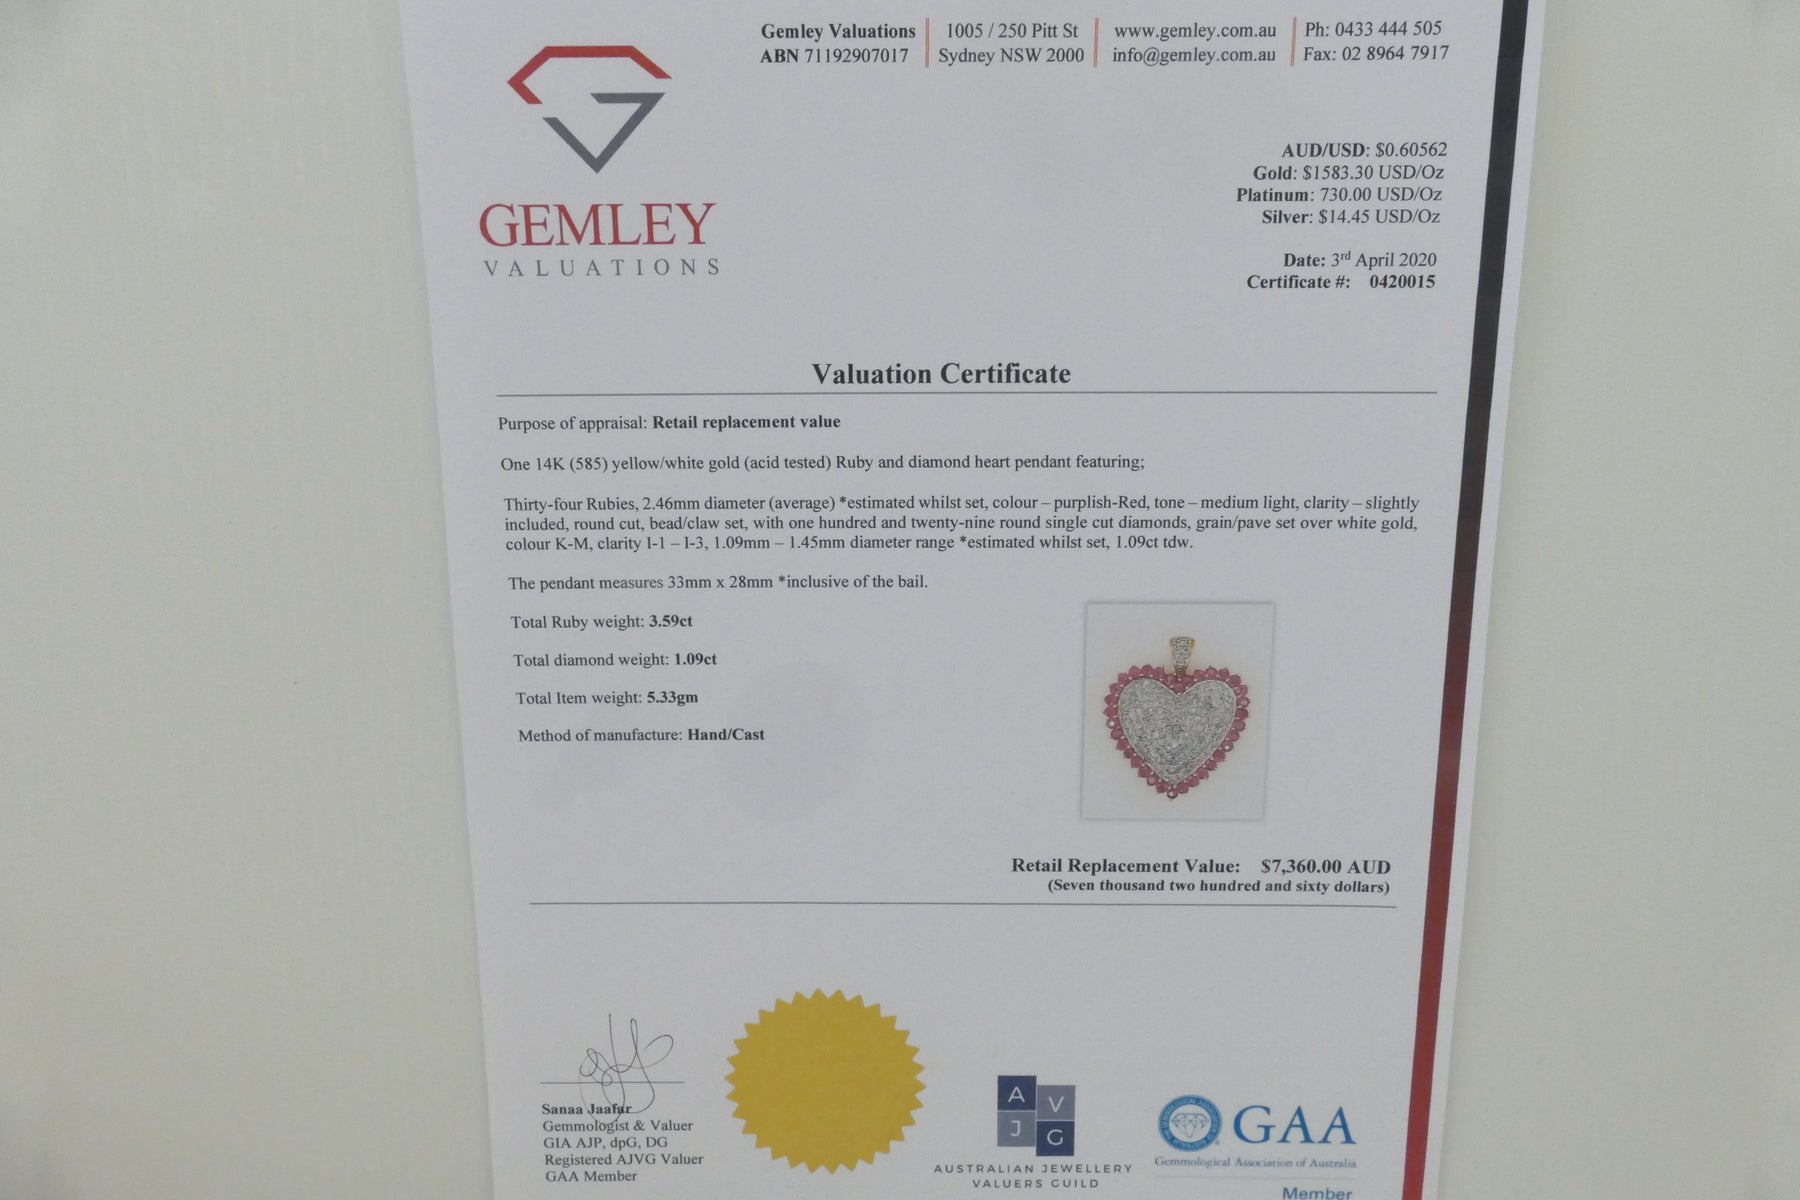 Gemley Valuations
ABN 71192907017
1005 / 250 Pitt St
Sydney NSW 2000
www.gemley.com.au
info@gemley.com.au
Ph: 0433 444 505
Fax: 02 8964 7917
GEMLEY
VALUATIONS
AUD/USD: $0.60562
Gold: $1583.30 USD/Oz
Platinum: 730.00 USD/Oz
Silver: $14.45 USD/Oz
Date: 3rd April 2020
Certificate #: 0420015
Valuation Certificate
Purpose of appraisal: Retail replacement value
One 14K (585) yellow/white gold (acid tested) Ruby and diamond heart pendant featuring;
Thirty-four Rubies, 2.46mm diameter (average) *estimated whilst set, colour – purplish-Red, tone – medium light, clarity – slightly
included, round cut, bead/claw set, with one hundred and twenty-nine round single cut diamonds, grain/pave set over white gold,
colour K-M, clarity I-1 – I-3, 1.09mm – 1.45mm diameter range *estimated whilst set, 1.09ct tdw.
The pendant measures 33mm x 28mm *inclusive of the bail.
Total Ruby weight: 3.59ct
Total diamond weight: 1.09ct
Total Item weight: 5.33gm
Method of manufacture: Hand/Cast
Retail Replacement Value: $7,360.00 AUD
(Seven thousand two hundred and sixty dollars)
Sanaa Jaafar
Gemmologist & Valuer
GIA AJP, dpG, DG
Registered AJVG Valuer
GAA Member
A V
J G
AUSTRALIAN JEWELLERY
VALUERS GUILD
GAA
Gemmological Association of Australia
Member